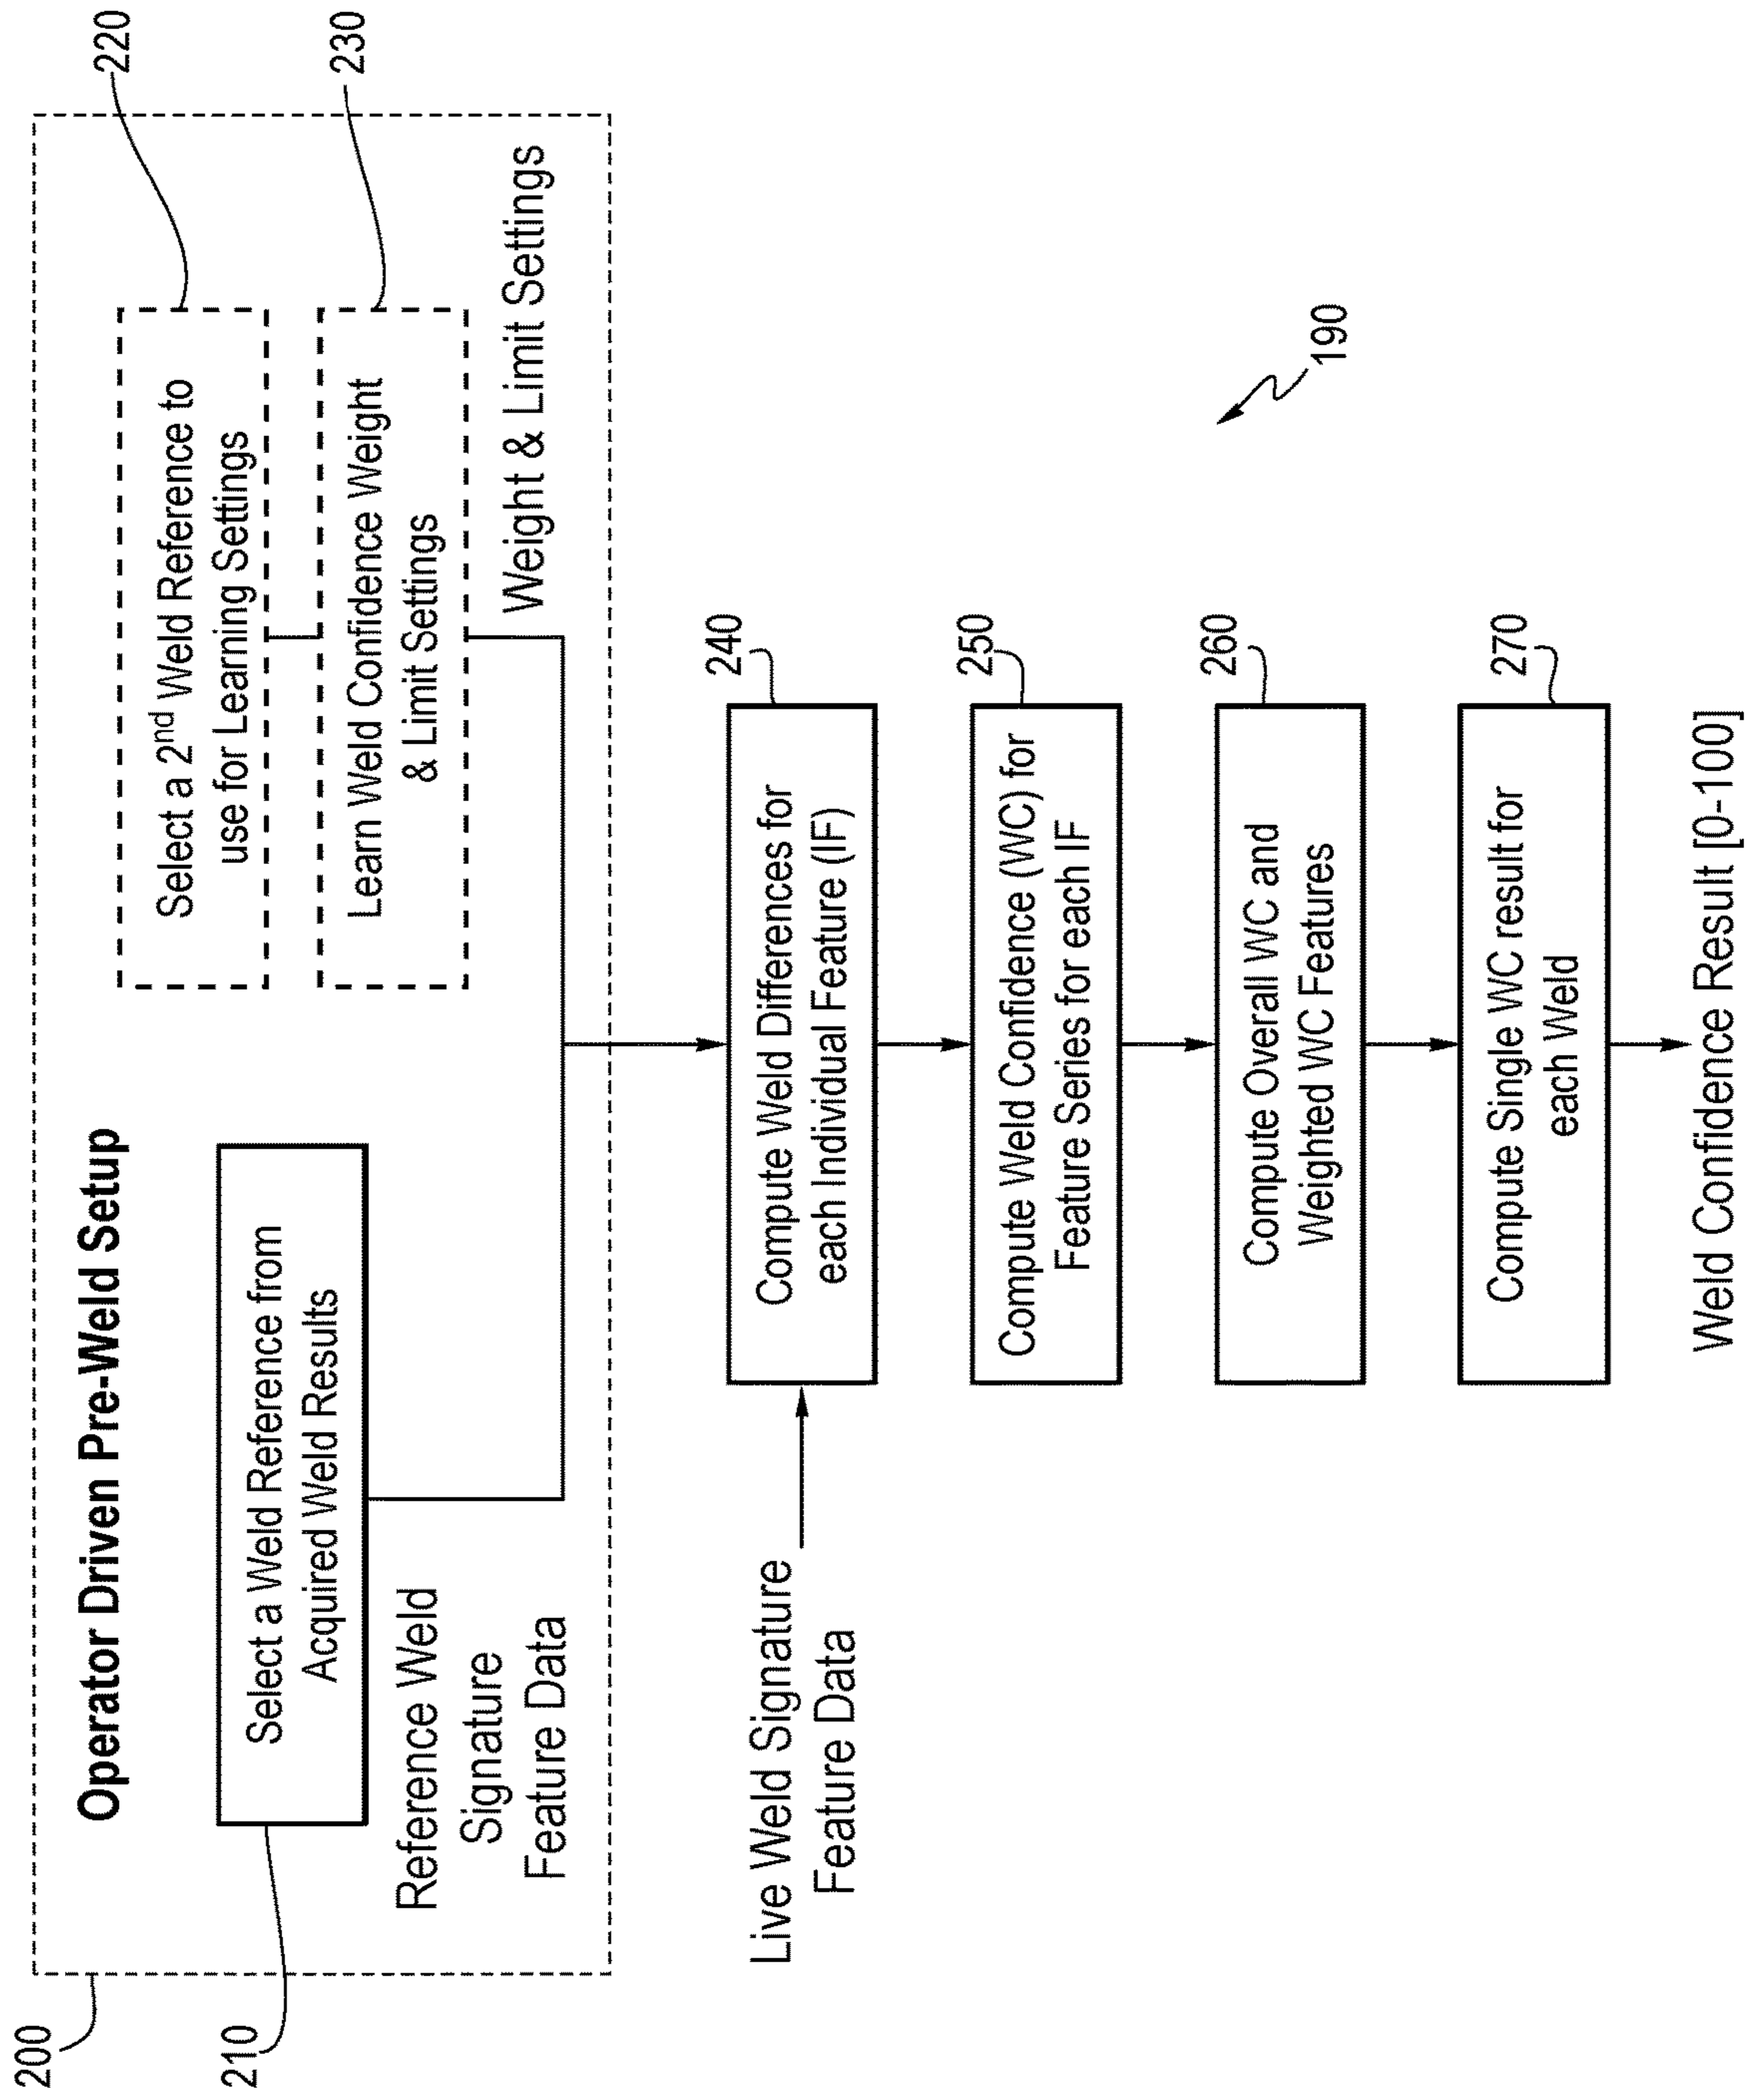 200
Operator Driven Pre-Weld Setup
210
Select a Weld Reference from
Acquired Weld Results
220
Select a 2nd Weld Reference to
use for Learning Settings
230
Learn Weld Confidence Weight
& Limit Settings
Reference Weld
Signature
Feature Data
Weight & Limit Settings
Live Weld Signature
Feature Data
240
Compute Weld Differences for
each Individual Feature (IF)
250
Compute Weld Confidence (WC) for
Feature Series for each IF
260
Compute Overall WC and
Weighted WC Features
270
Compute Single WC result for
each Weld
Weld Confidence Result [0-100]
190